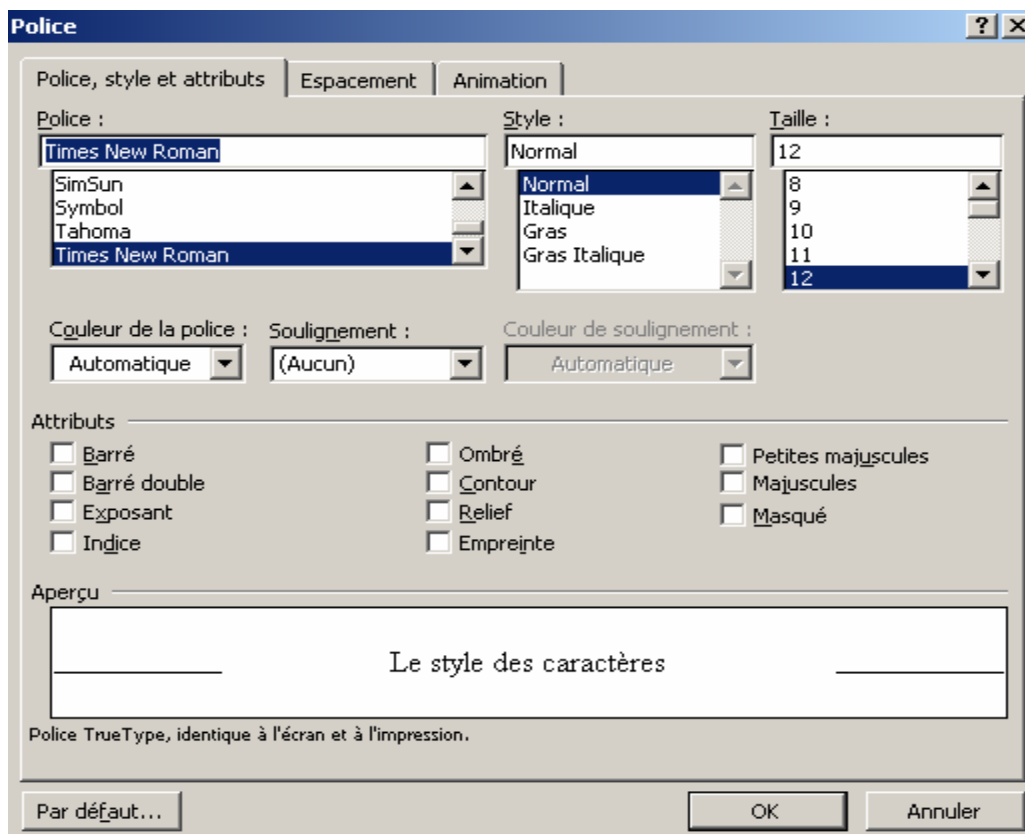 Police
Police, style et attributs Espacement Animation
Police : Style : Taille :
Times New Roman Normal 12
SimSun Normal 8
Symbol Italique 9
Tahoma Gras 10
Times New Roman Gras Italique 11
12
Couleur de la police : Soulignement : Couleur de soulignement :
Automatique (Aucun) Automatique
Attributs
Barré Ombré Petites majuscules
Barré double Contour Majuscules
Exposant Relief Masqué
Indice Empreinte
Aperçu
Le style des caractères
Police TrueType, identique à l'écran et à l'impression.
Par défaut... OK Annuler